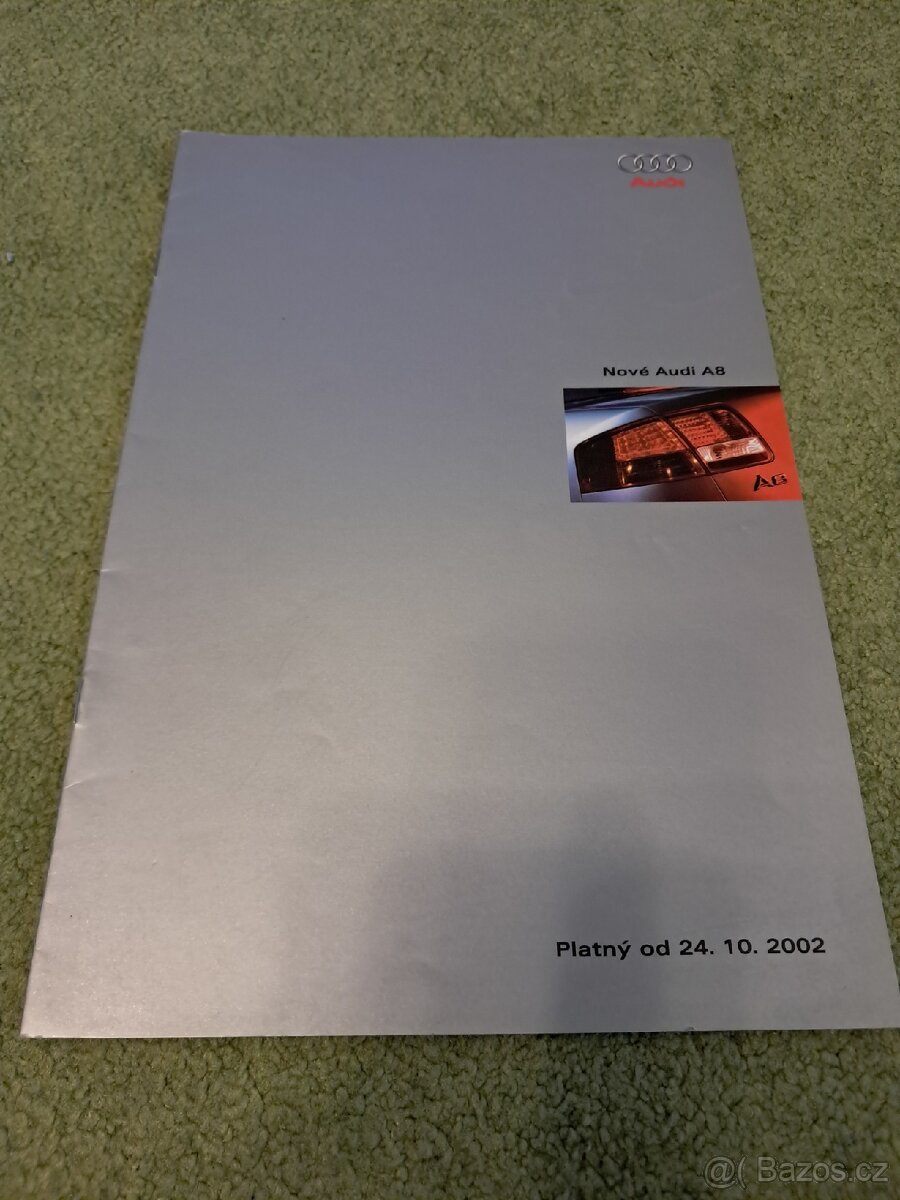 Audi
Nové Audi A8
A8
Platný od 24. 10. 2002
@( Bazos.cz